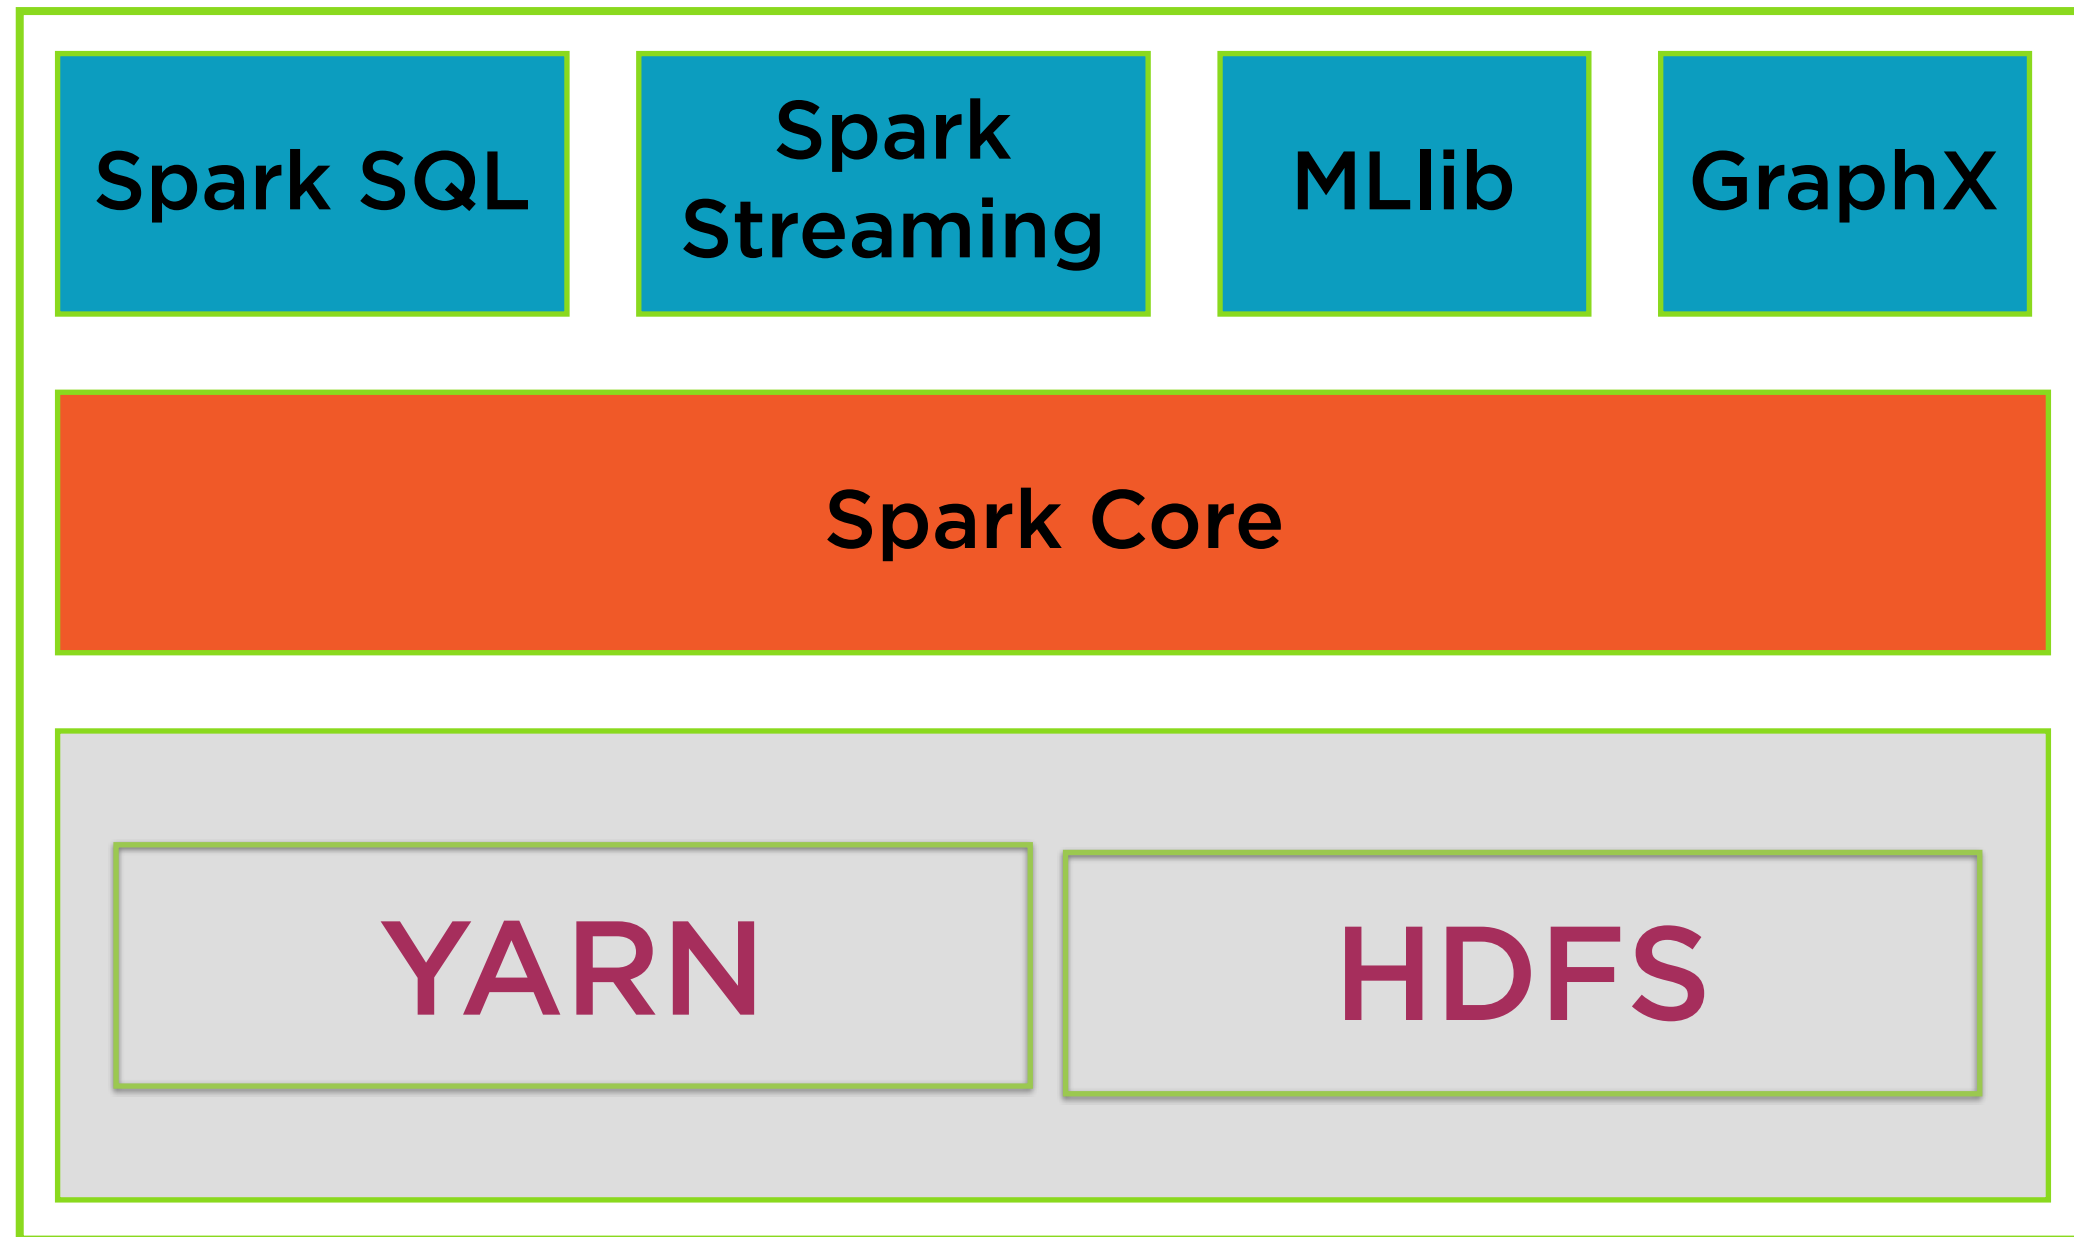 Spark SQL
Spark
Streaming
MLlib
GraphX
Spark Core
YARN
HDFS